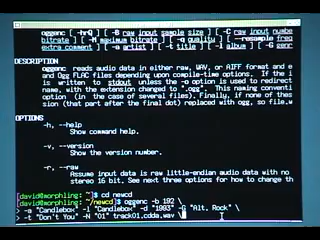 oggenc [ -hrQ ] [ -B raw input sample size ] [ -C raw input numbe
bitrate ] [ -M maximum bitrate ] [ -q quality ] [ --resample freq
extra comment ] [ -a artist ] [ -t title ] [ -l album ] [ -G genr
DESCRIPTION
oggenc reads audio data in either raw, WAV, or AIFF format and e
and Ogg FLAC files depending upon compile-time options. If the i
is written to stdout unless the -o option is used to redirect
name, with the extension changed to ".ogg". This naming conventi
option (in the case of several files). Finally, if none of thes
sion (that part after the final dot) replaced with ogg, so file.w
OPTIONS
-h, --help
Show command help.
-v, --version
Show the version number.
-r, --raw
Assume input data is raw little-endian audio data with no
stereo 16 bit. See next three options for how to change th
[david@morphling: ~]$ cd newcd
[david@morphling: ~/newcd]$ oggenc -b 192 \
> -a "Candlebox" -l "Candlebox" -d "1993" -G "Alt. Rock" \
> -t "Don't You" -N "01" track01.cdda.wav \